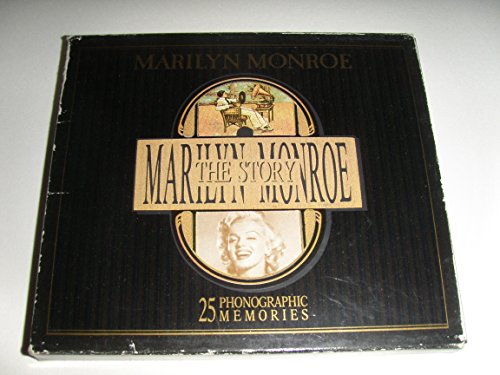 MARILYN MONROE
THE STORY
MARILYN MONROE
25 PHONOGRAPHIC
MEMORIES